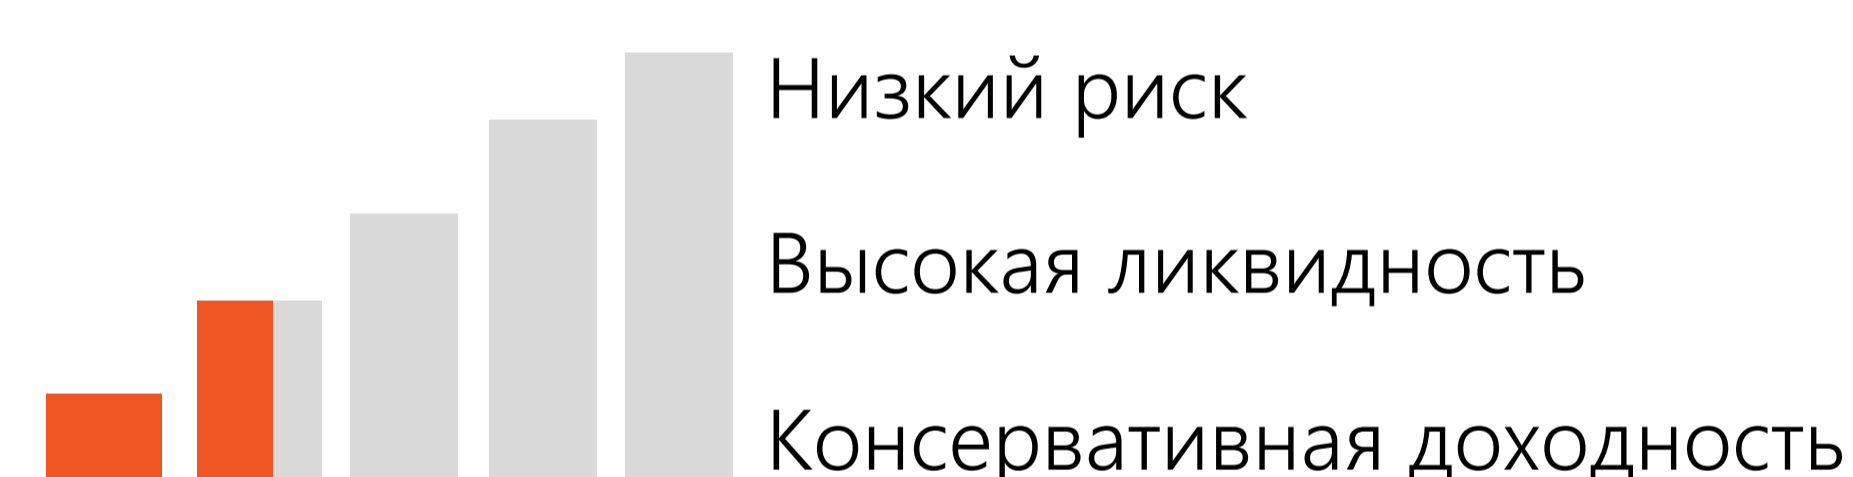 Низкий риск
Высокая ликвидность
Консервативная доходность